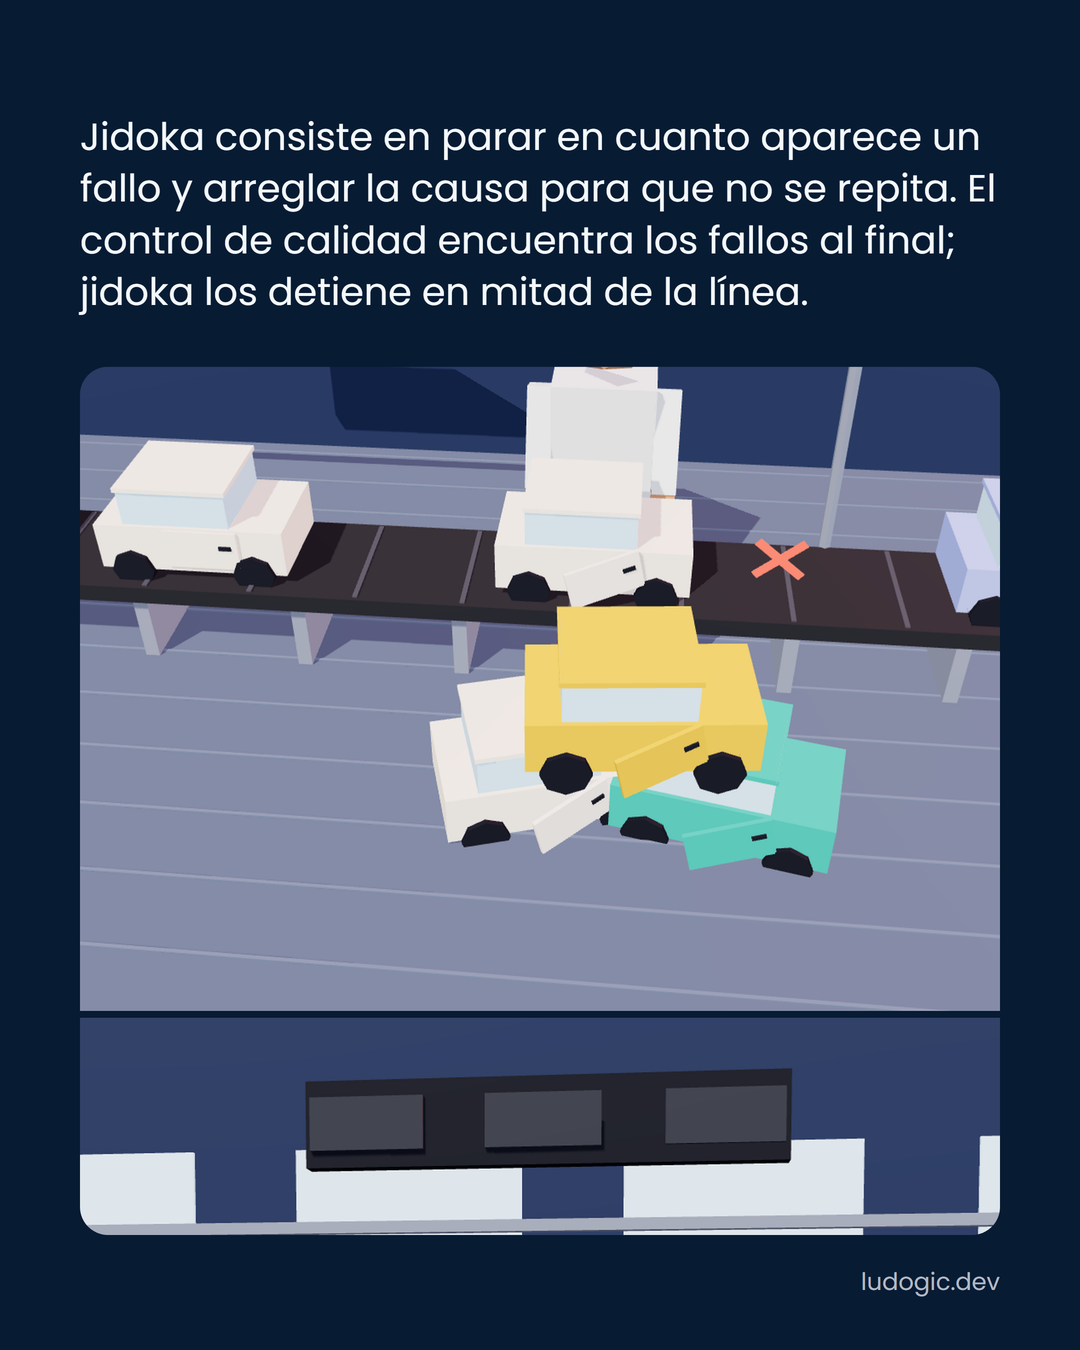 Jidoka consiste en parar en cuanto aparece un
fallo y arreglar la causa para que no se repita. El
control de calidad encuentra los fallos al final;
jidoka los detiene en mitad de la línea.
ludogic.dev